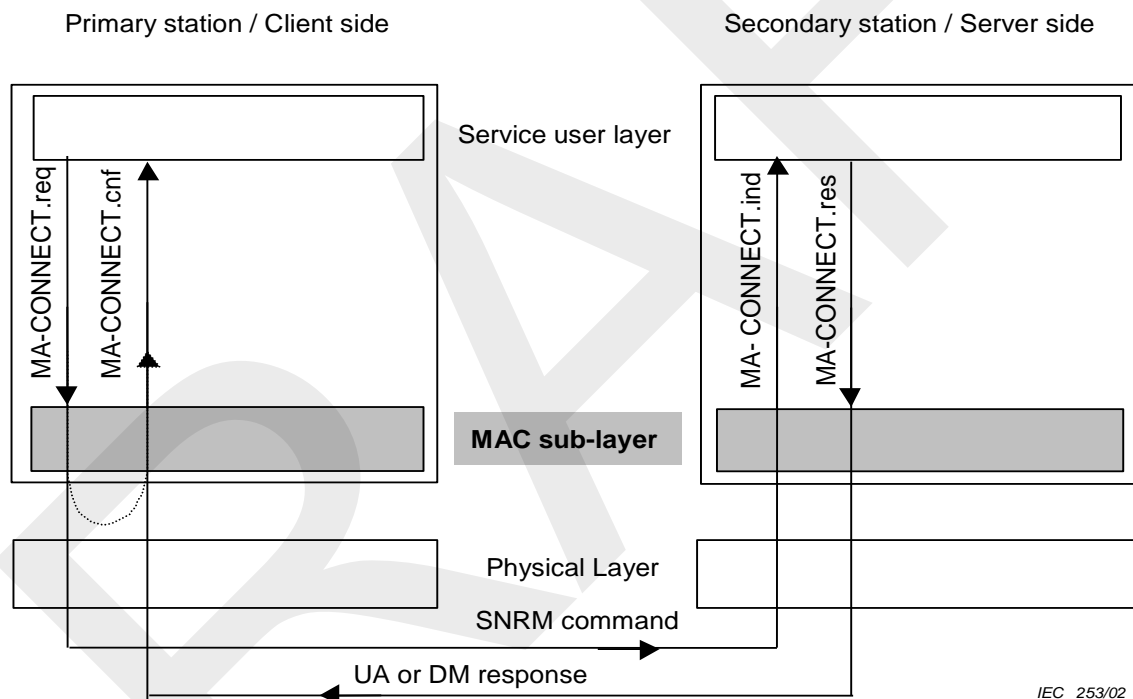 Primary station / Client side
Secondary station / Server side
Service user layer
MA-CONNECT.req
MA-CONNECT.cnf
MA- CONNECT.ind
MA-CONNECT.res
MAC sub-layer
Physical Layer
SNRM command
UA or DM response
IEC 253/02